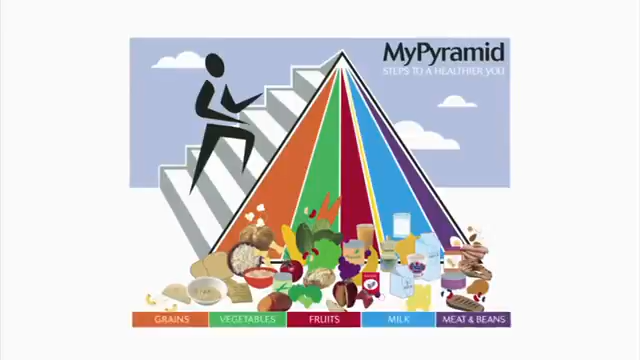 MyPyramid
STEPS TO A HEALTHIER YOU
GRAINS
VEGETABLES
FRUITS
MILK
MEAT & BEANS